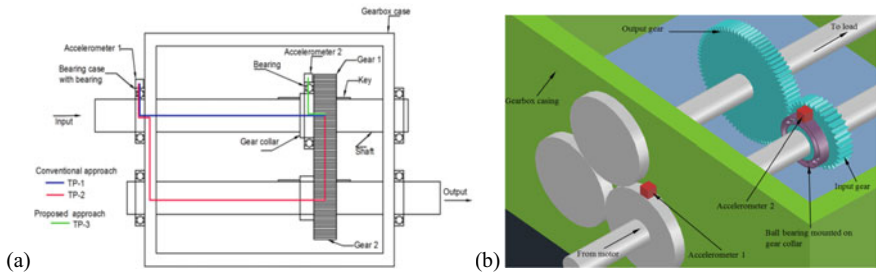 Gearbox case
Accelerometer 1
Bearing case
with bearing
Accelerometer 2
Bearing
Gear 1
Key
Input
Gear collar
Shaft
Conventional approach
TP-1
TP-2
Proposed approach
TP-3
Output
Gear 2
(a)
Output gear
To load
Gearbox casing
Input gear
Accelerometer 2
Ball bearing mounted on
gear collar
From motor
Accelerometer 1
(b)